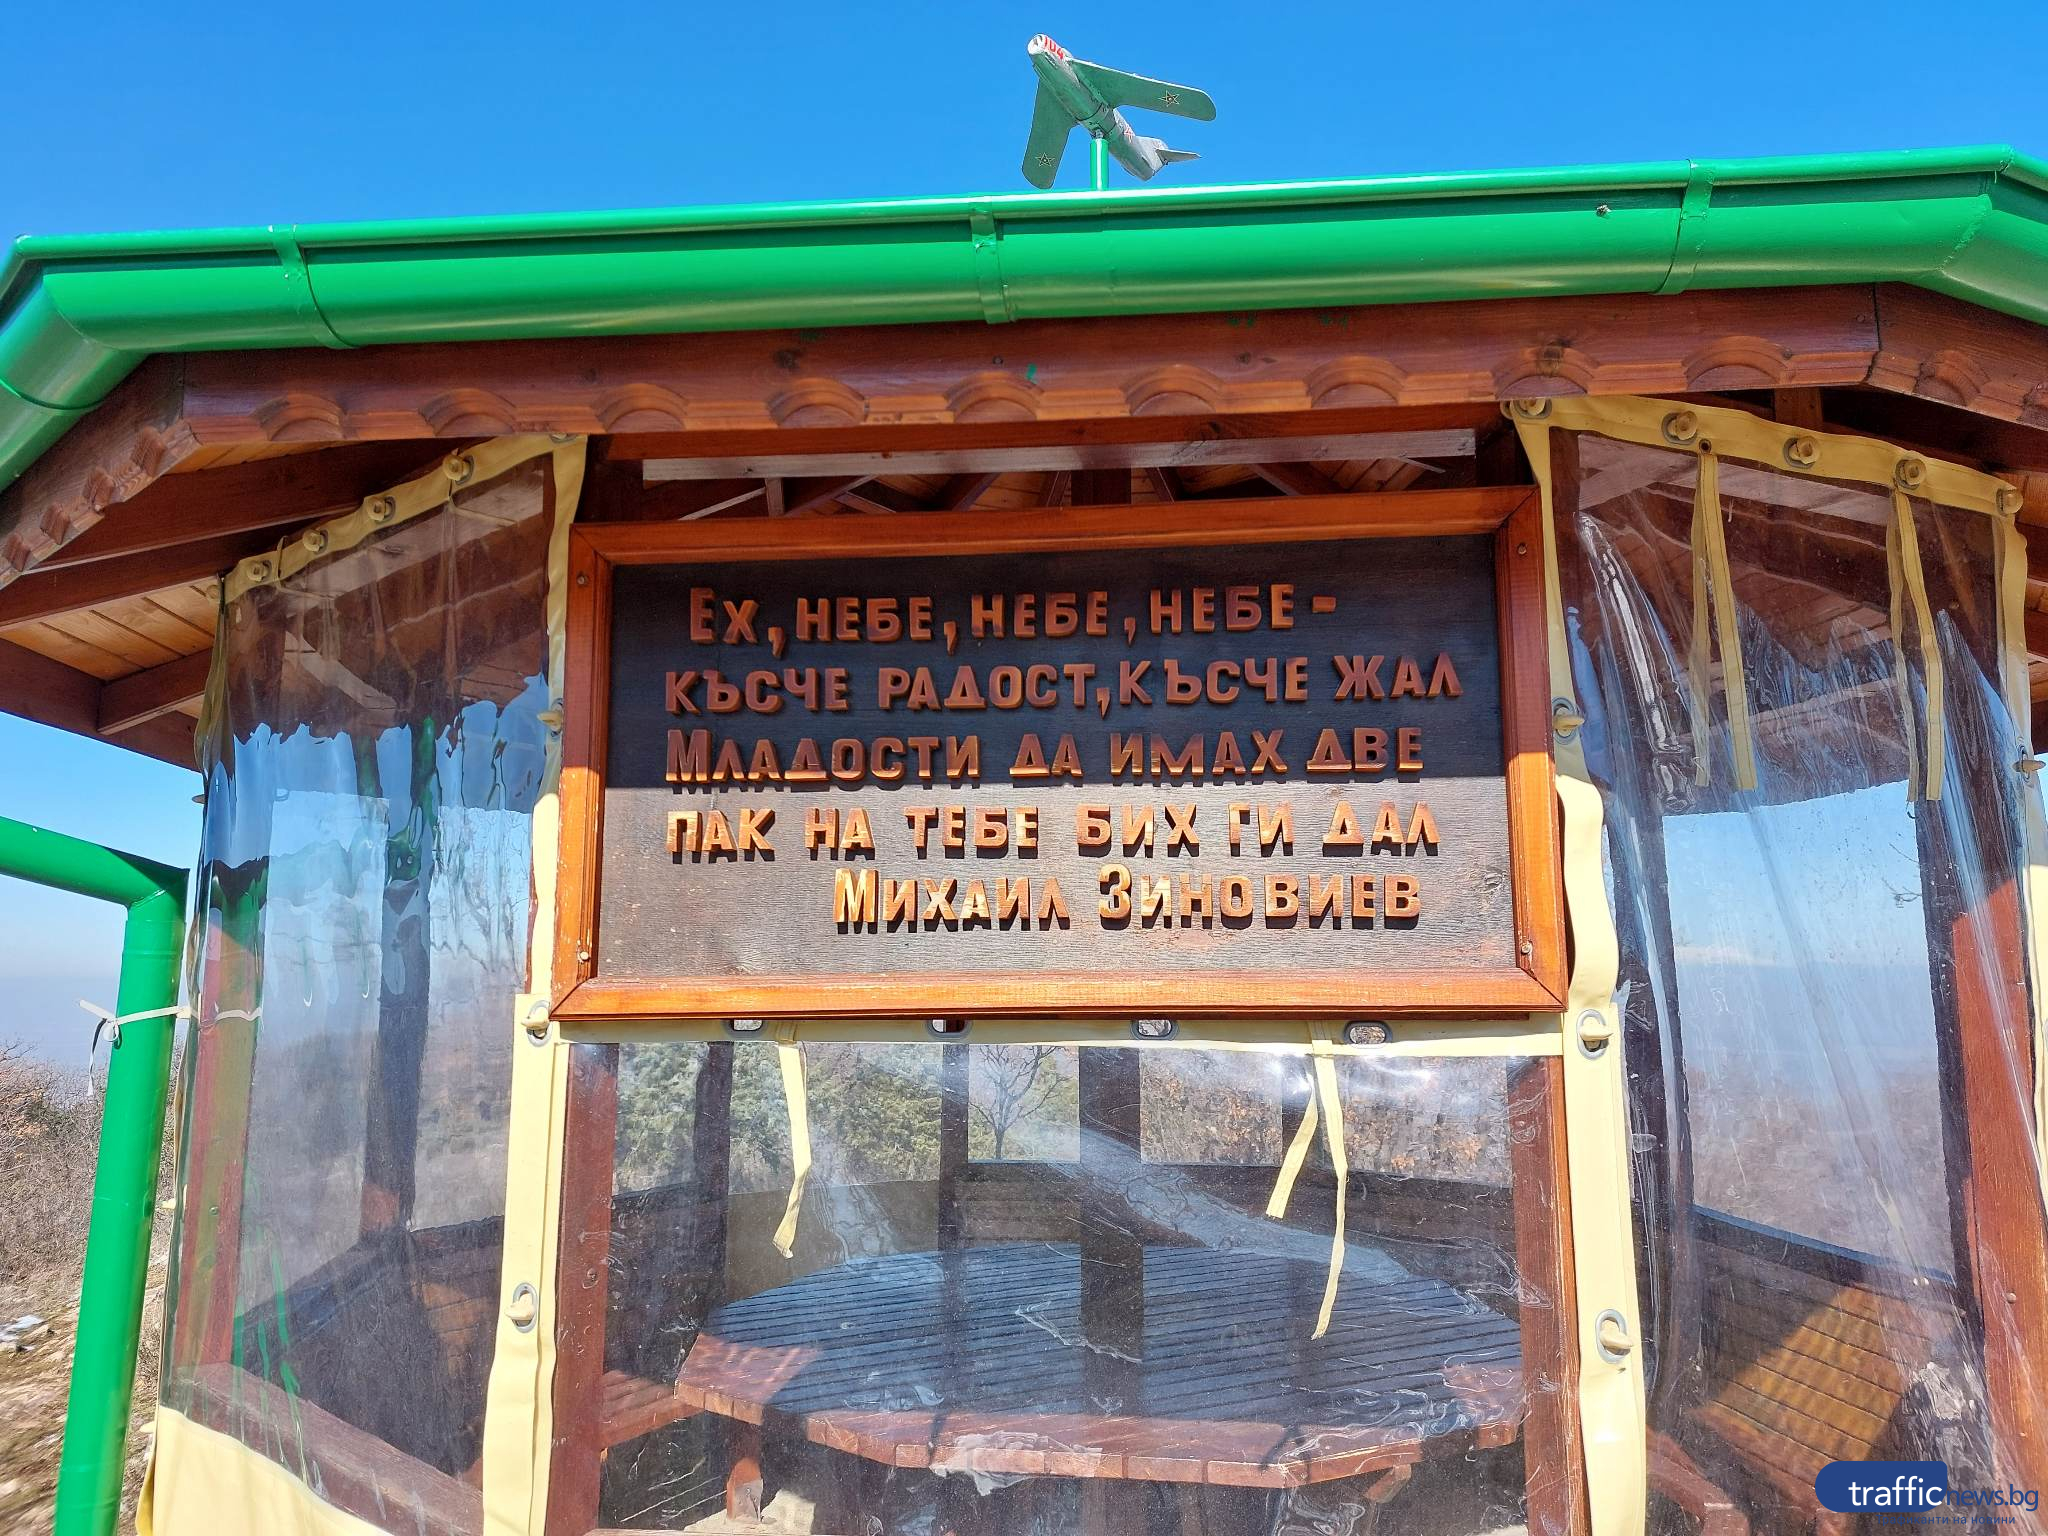 104
Ех, небе, небе, небе -
късче радост, късче жал
Младости да имах две
пак на тебе бих ги дал
Михаил Зиновиев
trafficnews.bg